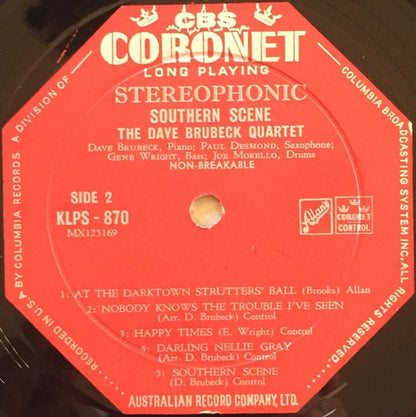 CBS
CORONET
LONG PLAYING
STEREOPHONIC
SOUTHERN SCENE
THE DAVE BRUBECK QUARTET
DAVE BRUBECK, Piano; PAUL DESMOND, Saxophone;
GENE WRIGHT, Bass; JOE MORELLO, Drums
NON-BREAKABLE
SIDE 2
KLPS - 870
MX125169
Allans
CORONET
CONTROL
1: AT THE DARKTOWN STRUTTERS' BALL (Brooks) Allan
2: NOBODY KNOWS THE TROUBLE I'VE SEEN
(Arr. D. Brubeck) Control
3: HAPPY TIMES (E. Wright) Control
4: DARLING NELLIE GRAY
(Arr. D. Brubeck) Control
5: SOUTHERN SCENE
(D. Brubeck) Control
AUSTRALIAN RECORD COMPANY, LTD.
RECORDED IN U.S.A. BY COLUMBIA RECORDS A DIVISION OF
COLUMBIA BROADCASTING SYSTEM INC. ALL RIGHTS RESERVED